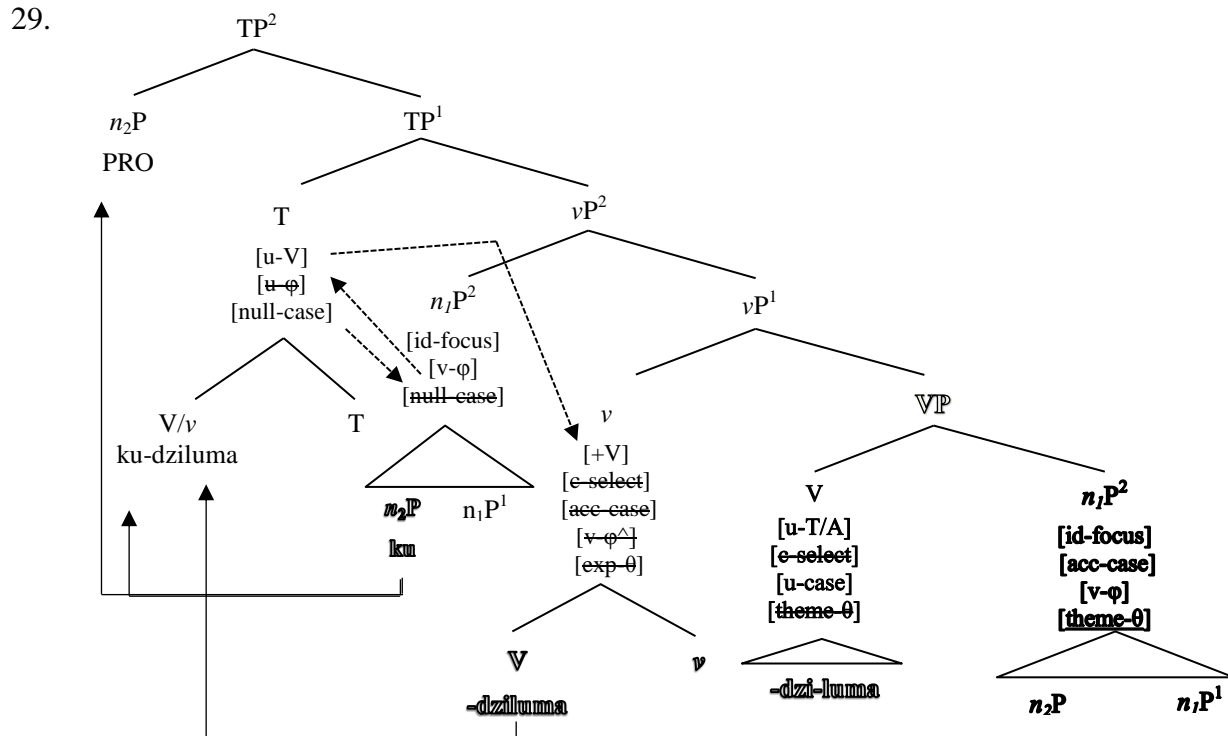 29.
TP²
n₂P TP¹
PRO
T vP²
[u-V]
[u-φ]
[null-case]
n₁P² vP¹
[id-focus]
[v-φ]
[null-case]
V/v T v VP
ku-dziluma
[+V]
[c-select]
[acc-case]
[v-φ^]
[exp-θ]
V n₁P²
[u-T/A] [id-focus]
[c-select] [acc-case]
[u-case] [v-φ]
[theme-θ] [theme-θ]
n₂P n₁P¹
ku
V v -dzi-luma
-dziluma n₂P n₁P¹